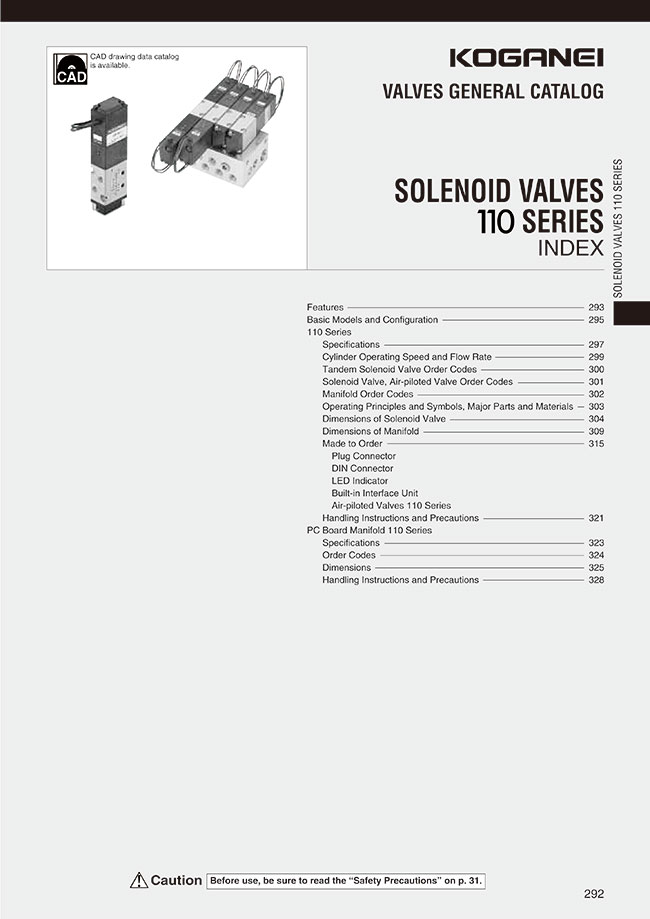 CAD
CAD drawing data catalog
is available.
KOGANEI
VALVES GENERAL CATALOG
SOLENOID VALVES
110 SERIES
INDEX
SOLENOID VALVES 110 SERIES
Features 293
Basic Models and Configuration 295
110 Series
Specifications 297
Cylinder Operating Speed and Flow Rate 299
Tandem Solenoid Valve Order Codes 300
Solenoid Valve, Air-piloted Valve Order Codes 301
Manifold Order Codes 302
Operating Principles and Symbols, Major Parts and Materials 303
Dimensions of Solenoid Valve 304
Dimensions of Manifold 309
Made to Order 315
Plug Connector
DIN Connector
LED Indicator
Built-in Interface Unit
Air-piloted Valves 110 Series
Handling Instructions and Precautions 321
PC Board Manifold 110 Series
Specifications 323
Order Codes 324
Dimensions 325
Handling Instructions and Precautions 328
Caution Before use, be sure to read the “Safety Precautions” on p. 31.
292